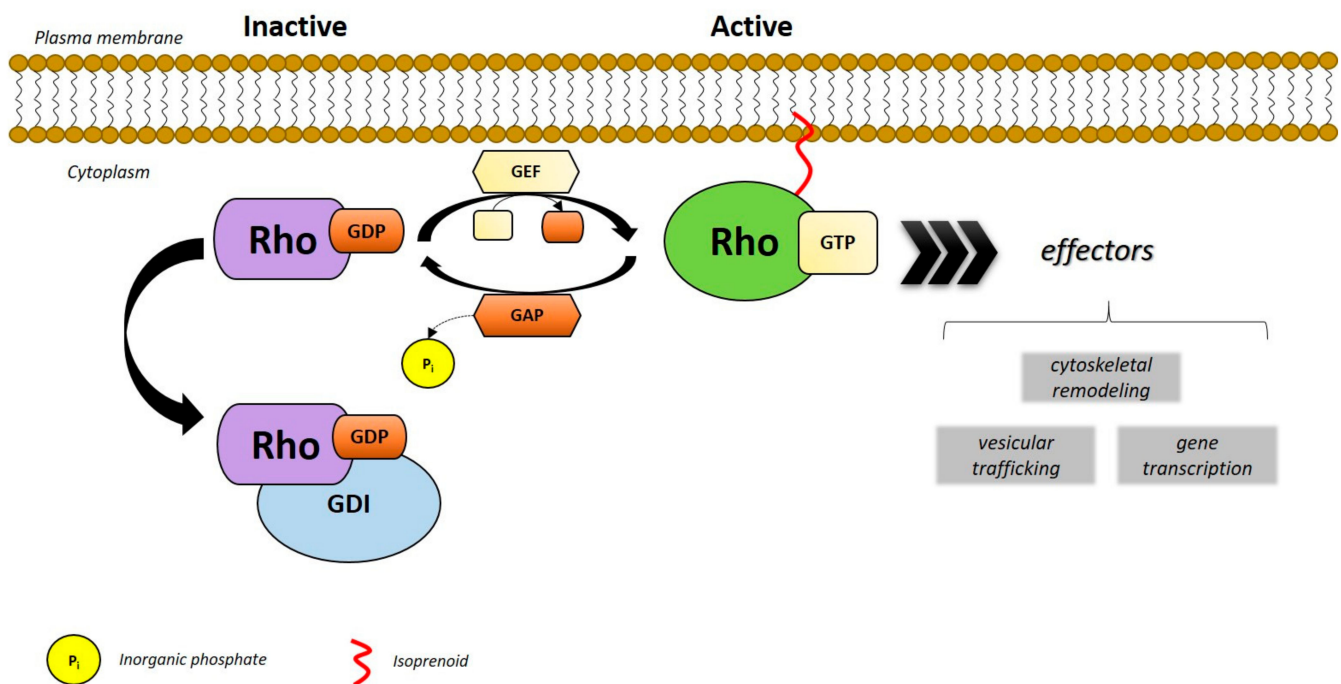 Inactive
Active
Plasma membrane
Cytoplasm
GEF
Rho
GDP
Rho
GTP
effectors
GAP
Pi
cytoskeletal
remodeling
Rho
GDP
vesicular
trafficking
gene
transcription
GDI
Pi
Inorganic phosphate
Isoprenoid